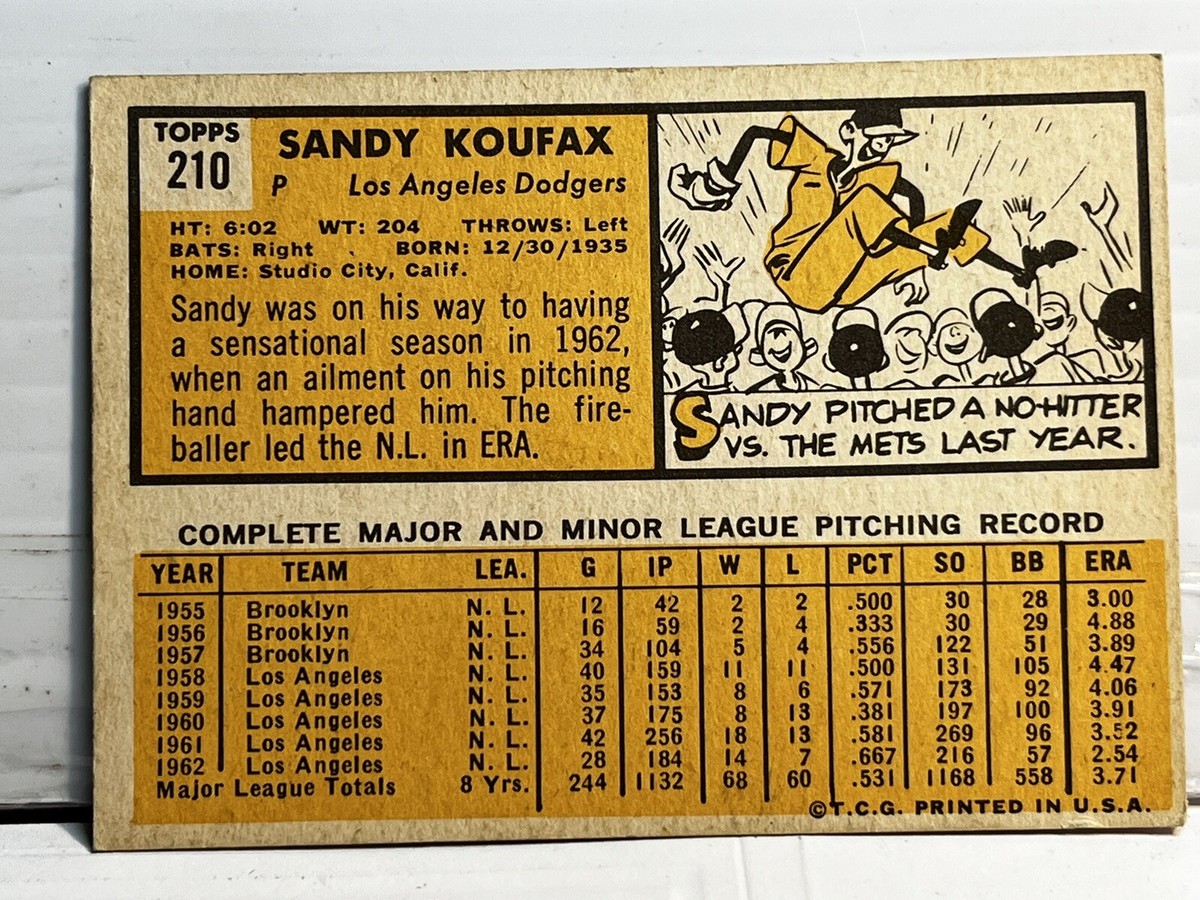 TOPPS
210
SANDY KOUFAX
P Los Angeles Dodgers
HT: 6:02 WT: 204 THROWS: Left
BATS: Right BORN: 12/30/1935
HOME: Studio City, Calif.
Sandy was on his way to having
a sensational season in 1962,
when an ailment on his pitching
hand hampered him. The fire-
baller led the N.L. in ERA.
SANDY PITCHED A NO-HITTER
VS. THE METS LAST YEAR.
COMPLETE MAJOR AND MINOR LEAGUE PITCHING RECORD
YEAR TEAM LEA. G IP W L PCT SO BB ERA
1955 Brooklyn N. L. 12 42 2 2 .500 30 28 3.00
1956 Brooklyn N. L. 16 59 2 4 .333 30 29 4.88
1957 Brooklyn N. L. 34 104 5 4 .556 122 51 3.89
1958 Los Angeles N. L. 40 159 11 11 .500 131 105 4.47
1959 Los Angeles N. L. 35 153 8 6 .571 173 92 4.06
1960 Los Angeles N. L. 37 175 8 13 .381 197 100 3.91
1961 Los Angeles N. L. 42 256 18 13 .581 269 96 3.52
1962 Los Angeles N. L. 28 184 14 7 .667 216 57 2.54
Major League Totals 8 Yrs. 244 1132 68 60 .531 1168 558 3.71
©T.C.G. PRINTED IN U.S.A.